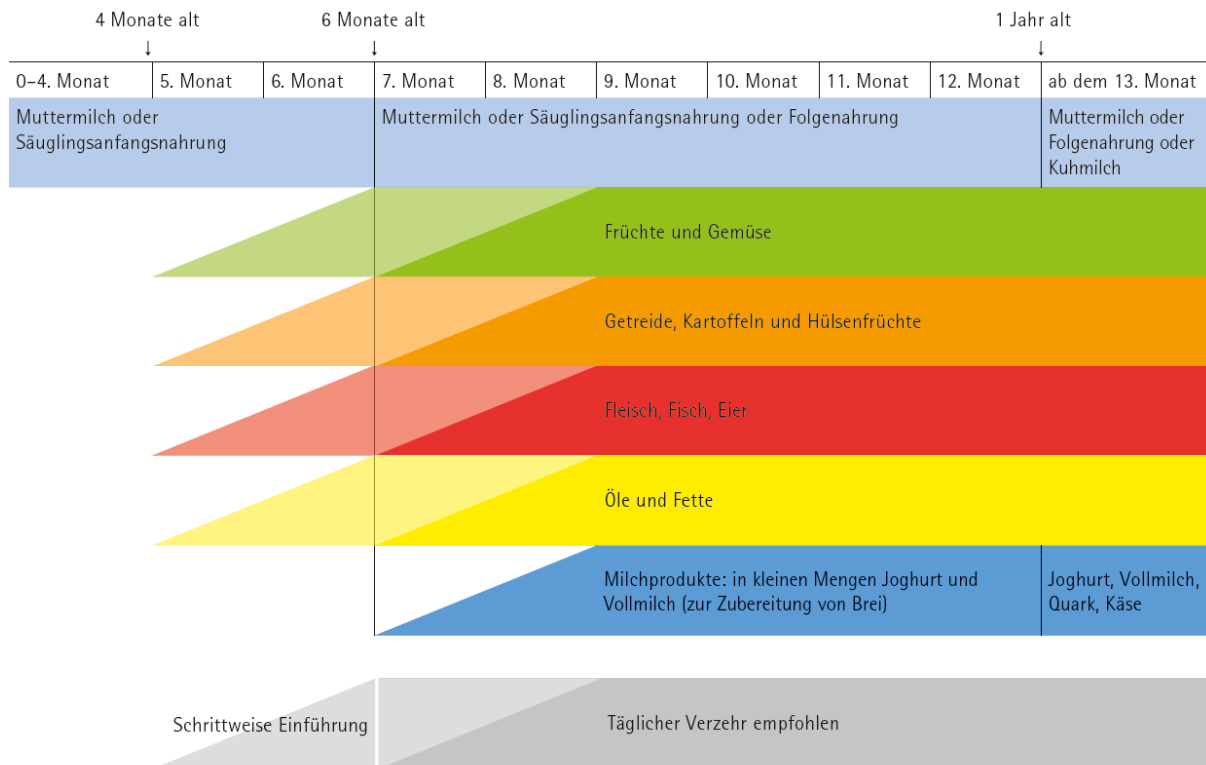 4 Monate alt
6 Monate alt
1 Jahr alt
↓
↓
↓
0–4. Monat
5. Monat
6. Monat
7. Monat
8. Monat
9. Monat
10. Monat
11. Monat
12. Monat
ab dem 13. Monat
Muttermilch oder
Säuglingsanfangsnahrung
Muttermilch oder Säuglingsanfangsnahrung oder Folgenahrung
Muttermilch oder
Folgenahrung oder
Kuhmilch
Früchte und Gemüse
Getreide, Kartoffeln und Hülsenfrüchte
Fleisch, Fisch, Eier
Öle und Fette
Milchprodukte: in kleinen Mengen Joghurt und
Vollmilch (zur Zubereitung von Brei)
Joghurt, Vollmilch,
Quark, Käse
Schrittweise Einführung
Täglicher Verzehr empfohlen